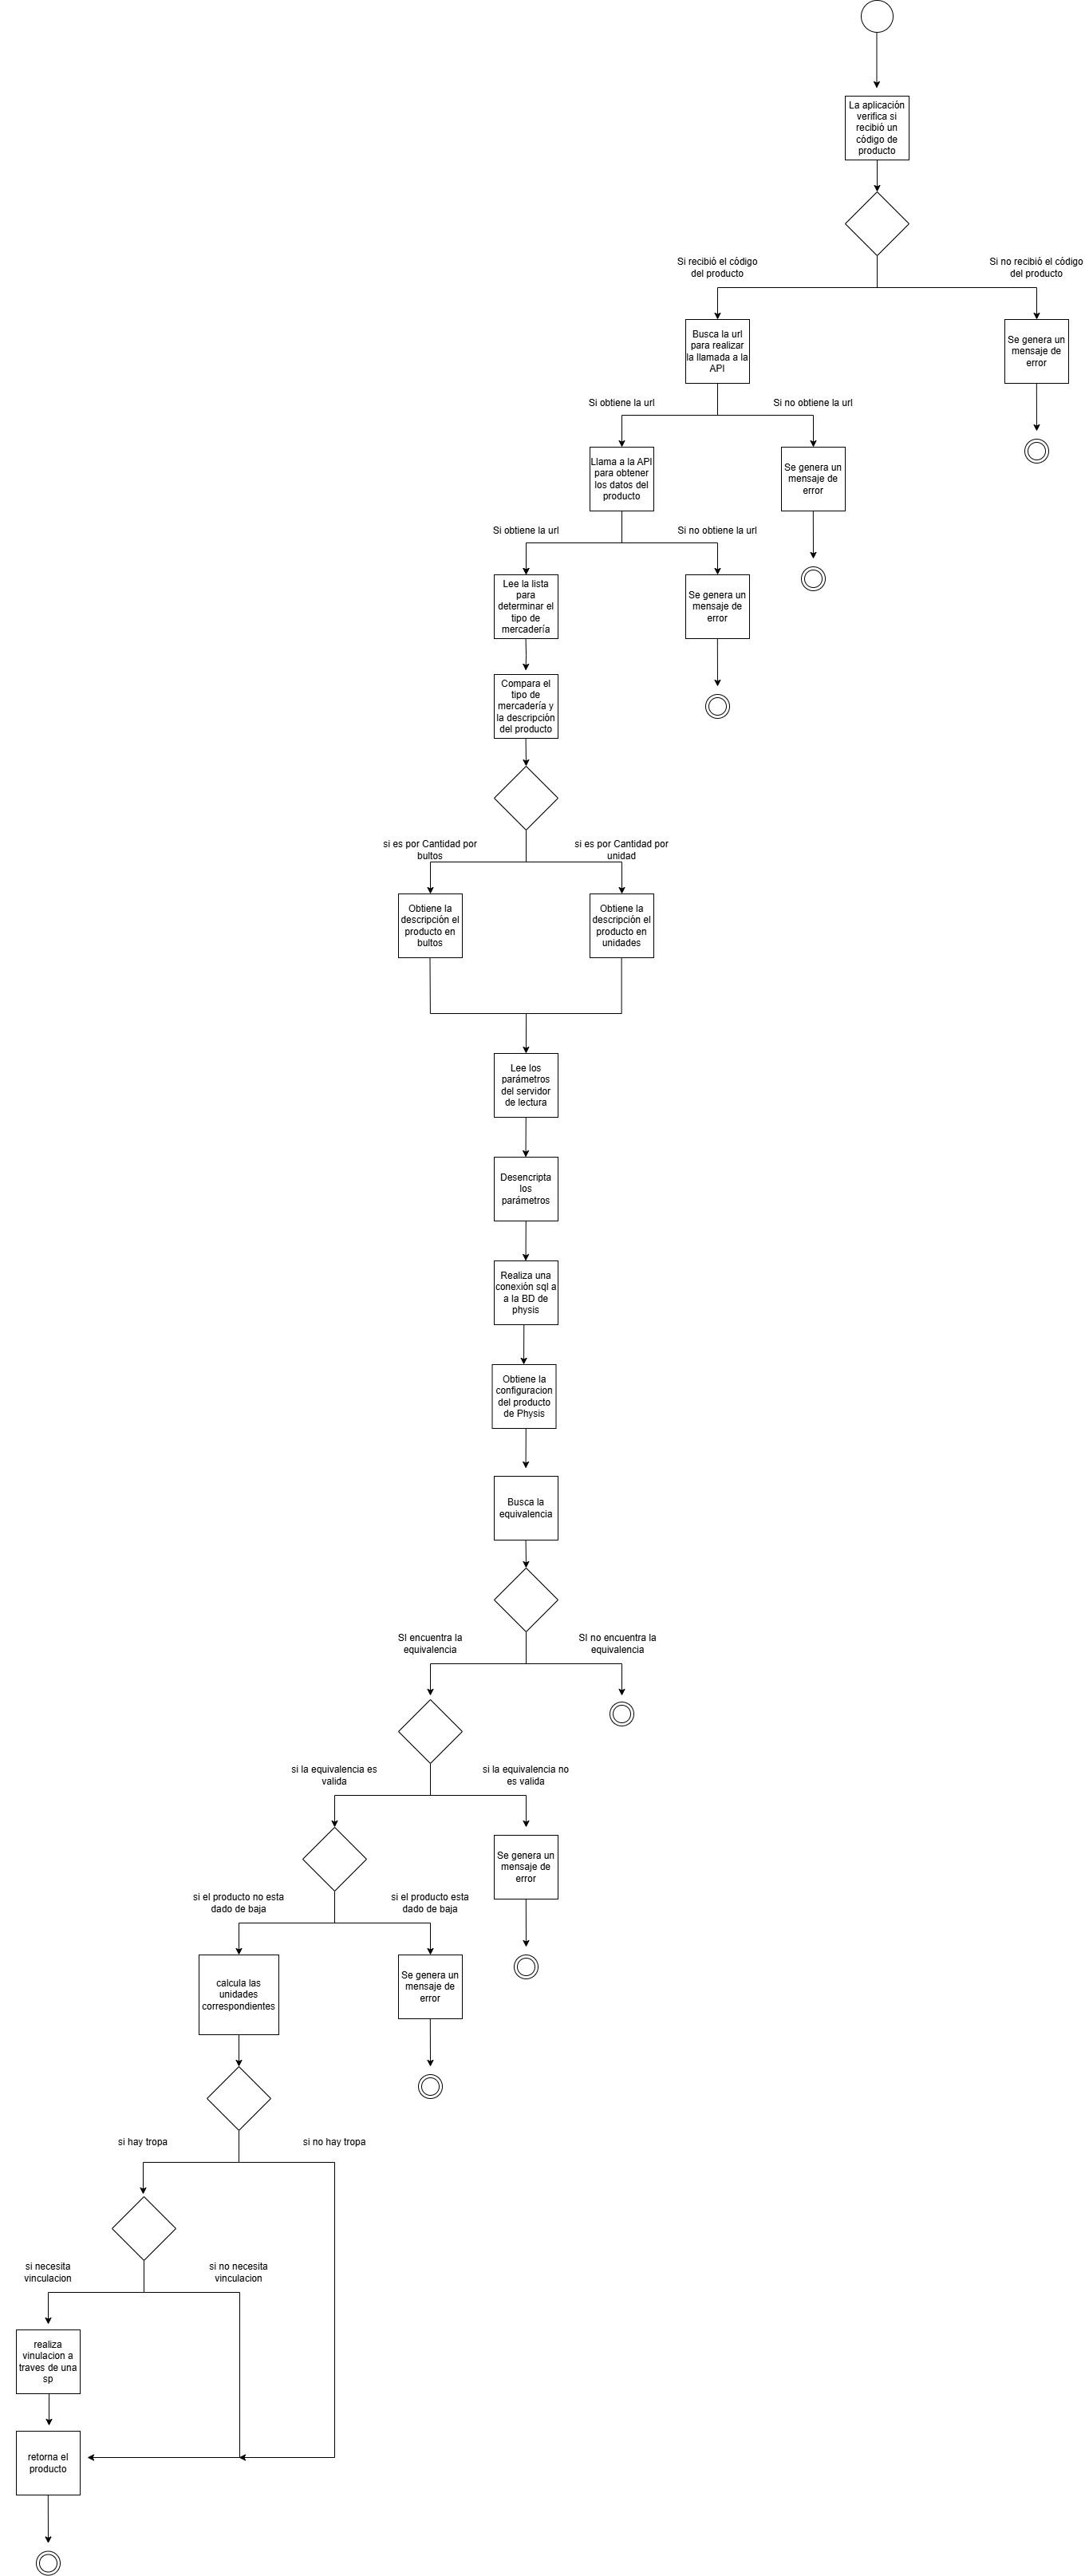 La aplicación
verifica si
recibió un
código de
producto
Si recibió el código
del producto
Si no recibió el código
del producto
Busca la url
para realizar
la llamada a la
API
Se genera un
mensaje de
error
Si obtiene la url
Si no obtiene la url
Llama a la API
para obtener
los datos del
producto
Se genera un
mensaje de
error
Si obtiene la url
Si no obtiene la url
Lee la lista
para
determinar el
tipo de
mercadería
Se genera un
mensaje de
error
Compara el
tipo de
mercadería y
la descripción
del producto
si es por Cantidad por
bultos
si es por Cantidad por
unidad
Obtiene la
descripción el
producto en
bultos
Obtiene la
descripción el
producto en
unidades
Lee los
parámetros
del servidor
de lectura
Desencripta
los
parámetros
Realiza una
conexión sql a
a la BD de
physis
Obtiene la
configuracion
del producto
de Physis
Busca la
equivalencia
SI encuentra la
equivalencia
SI no encuentra la
equivalencia
si la equivalencia es
valida
si la equivalencia no
es valida
Se genera un
mensaje de
error
si el producto no esta
dado de baja
si el producto esta
dado de baja
calcula las
unidades
correspondientes
Se genera un
mensaje de
error
si hay tropa
si no hay tropa
si necesita
vinculacion
si no necesita
vinculacion
realiza
vinulacion a
traves de una
sp
retorna el
producto